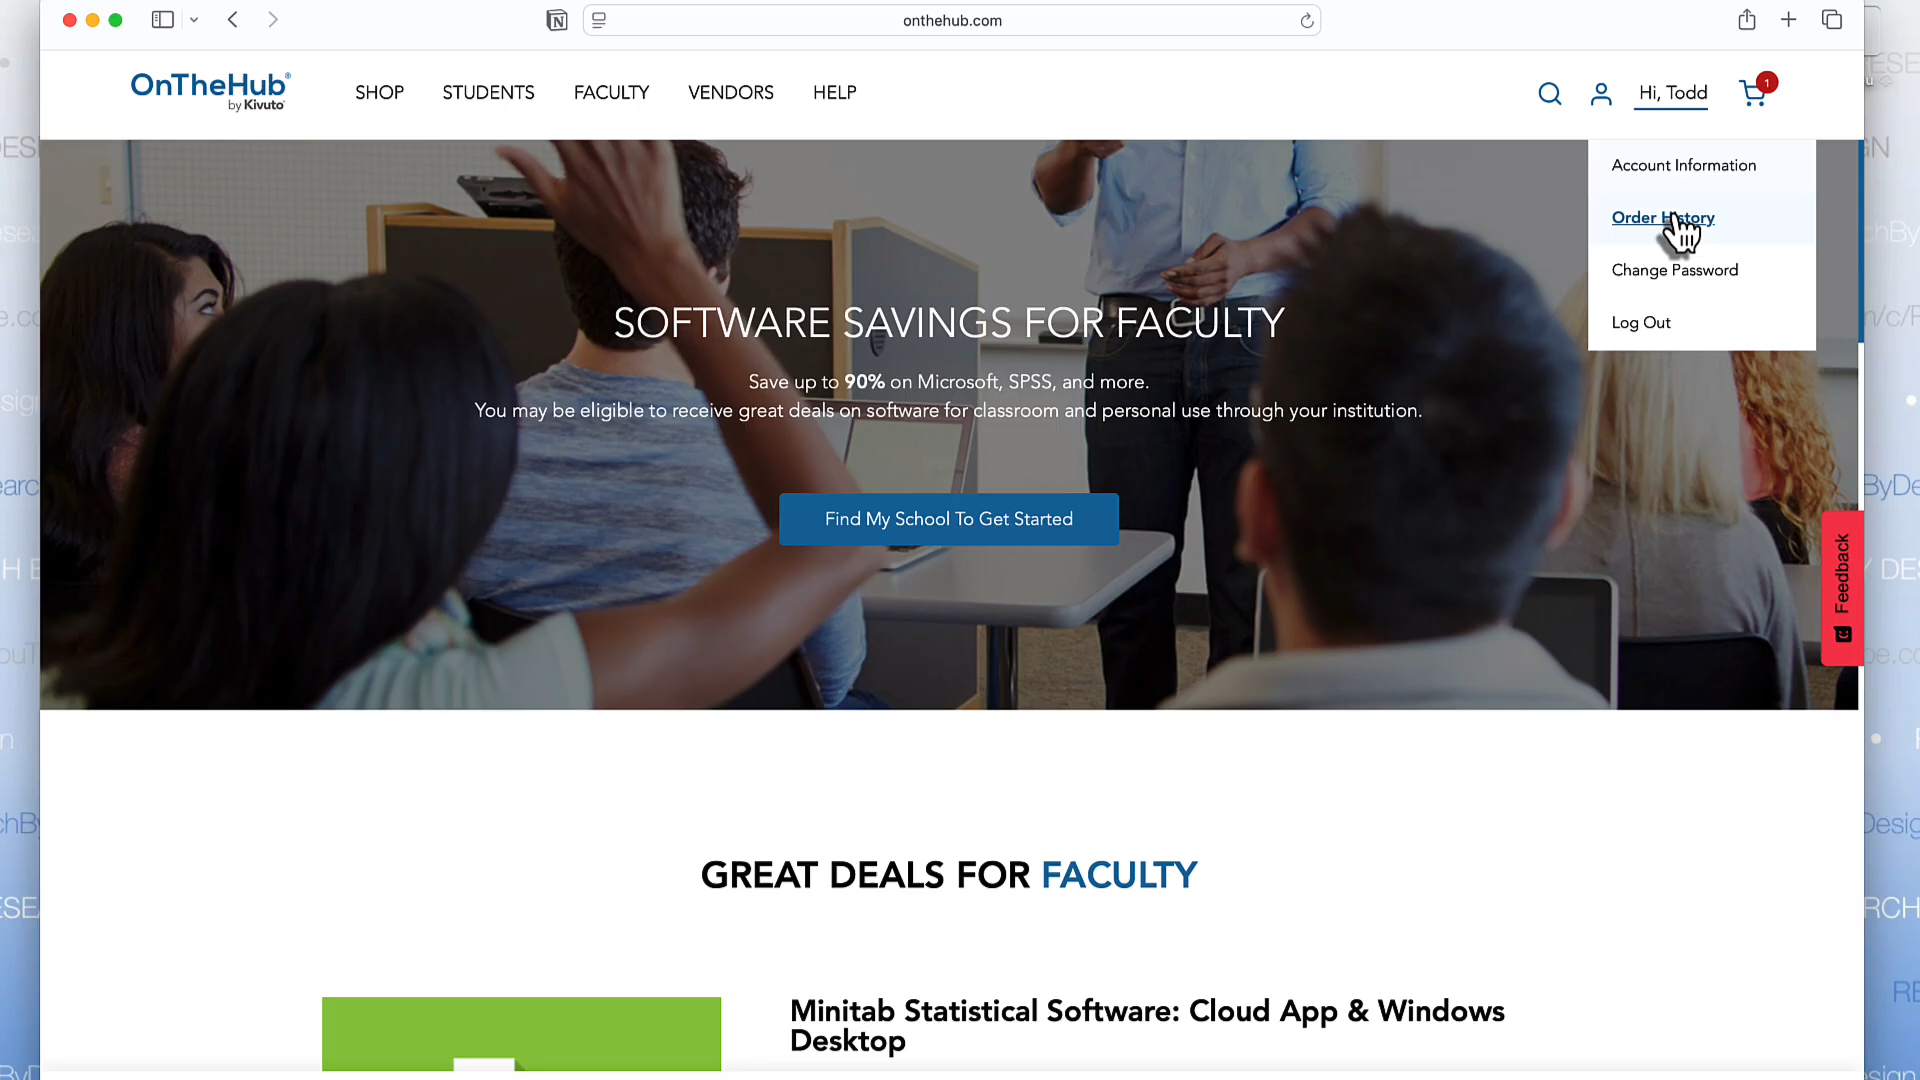 onthehub.com
OnTheHub®
by Kivuto
SHOP
STUDENTS
FACULTY
VENDORS
HELP
Hi, Todd
1
Account Information
Order History
Change Password
Log Out
SOFTWARE SAVINGS FOR FACULTY
Save up to 90% on Microsoft, SPSS, and more.
You may be eligible to receive great deals on software for classroom and personal use through your institution.
Find My School To Get Started
Feedback
GREAT DEALS FOR FACULTY
Minitab Statistical Software: Cloud App & Windows
Desktop